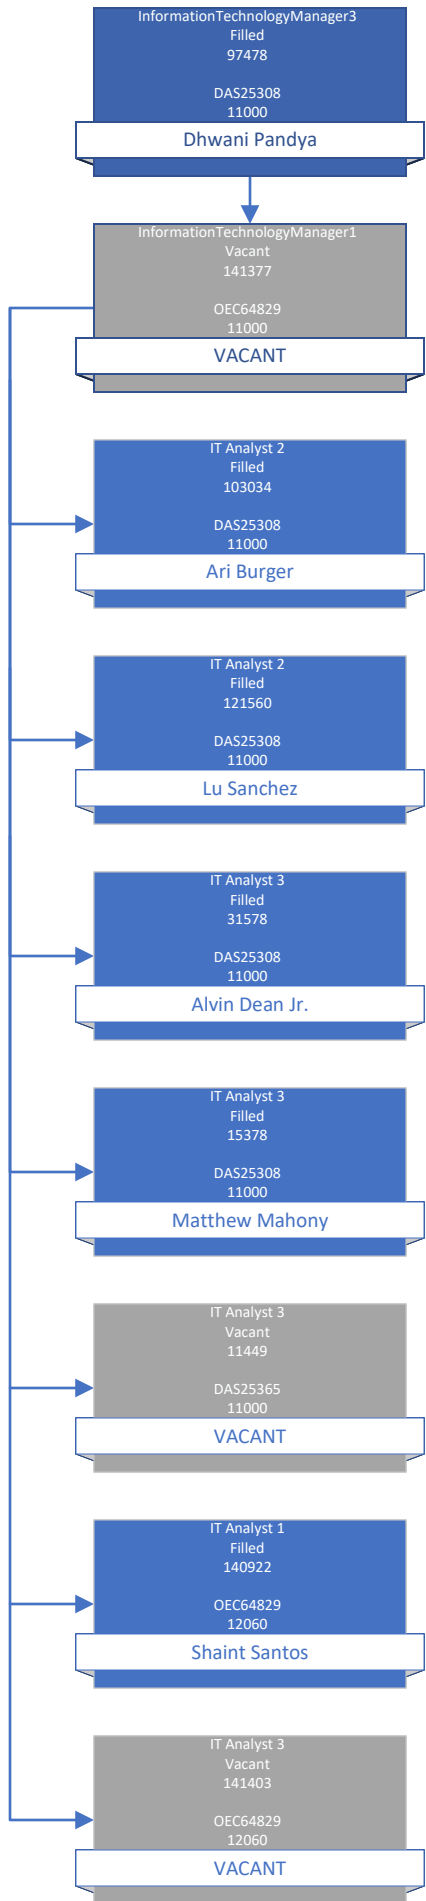 InformationTechnologyManager3
Filled
97478
DAS25308
11000
Dhwani Pandya
InformationTechnologyManager1
Vacant
141377
OEC64829
11000
VACANT
IT Analyst 2
Filled
103034
DAS25308
11000
Ari Burger
IT Analyst 2
Filled
121560
DAS25308
11000
Lu Sanchez
IT Analyst 3
Filled
31578
DAS25308
11000
Alvin Dean Jr.
IT Analyst 3
Filled
15378
DAS25308
11000
Matthew Mahony
IT Analyst 3
Vacant
11449
DAS25365
11000
VACANT
IT Analyst 1
Filled
140922
OEC64829
12060
Shaint Santos
IT Analyst 3
Vacant
141403
OEC64829
12060
VACANT